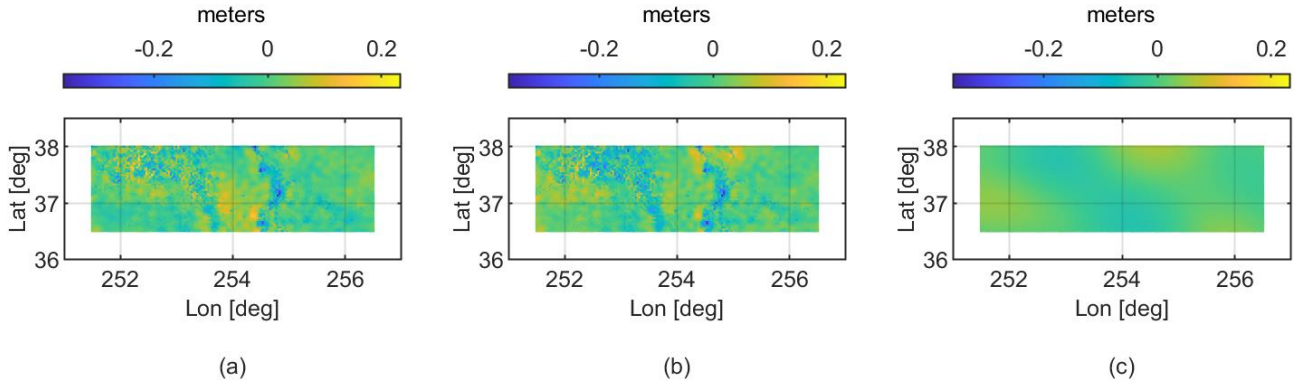 meters meters meters
-0.2 0 0.2 -0.2 0 0.2 -0.2 0 0.2
38 38 38
Lat [deg] Lat [deg] Lat [deg]
37 37 37
36 36 36
252 254 256 252 254 256 252 254 256
Lon [deg] Lon [deg] Lon [deg]
(a) (b) (c)